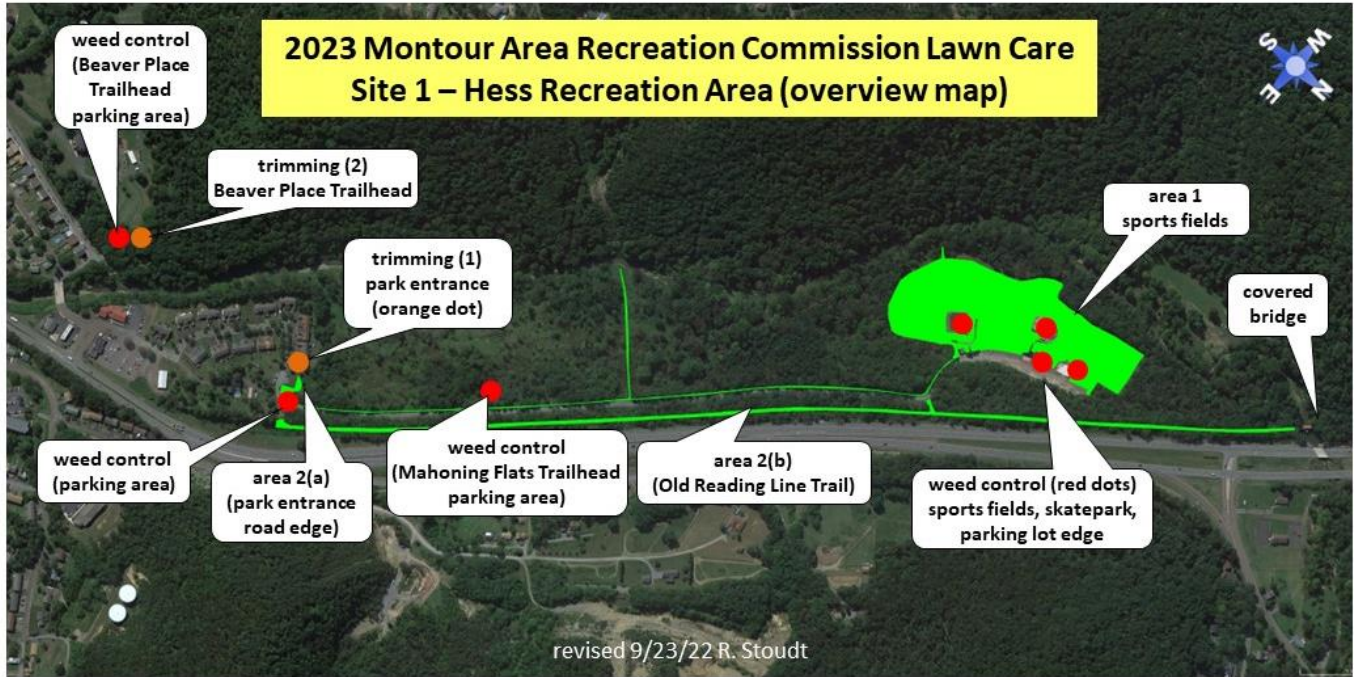 2023 Montour Area Recreation Commission Lawn Care
Site 1 – Hess Recreation Area (overview map)
S
W
E
N
weed control
(Beaver Place
Trailhead
parking area)
trimming (2)
Beaver Place Trailhead
trimming (1)
park entrance
(orange dot)
area 1
sports fields
covered
bridge
weed control
(parking area)
area 2(a)
(park entrance
road edge)
weed control
(Mahoning Flats Trailhead
parking area)
area 2(b)
(Old Reading Line Trail)
weed control (red dots)
sports fields, skatepark,
parking lot edge
revised 9/23/22 R. Stoudt